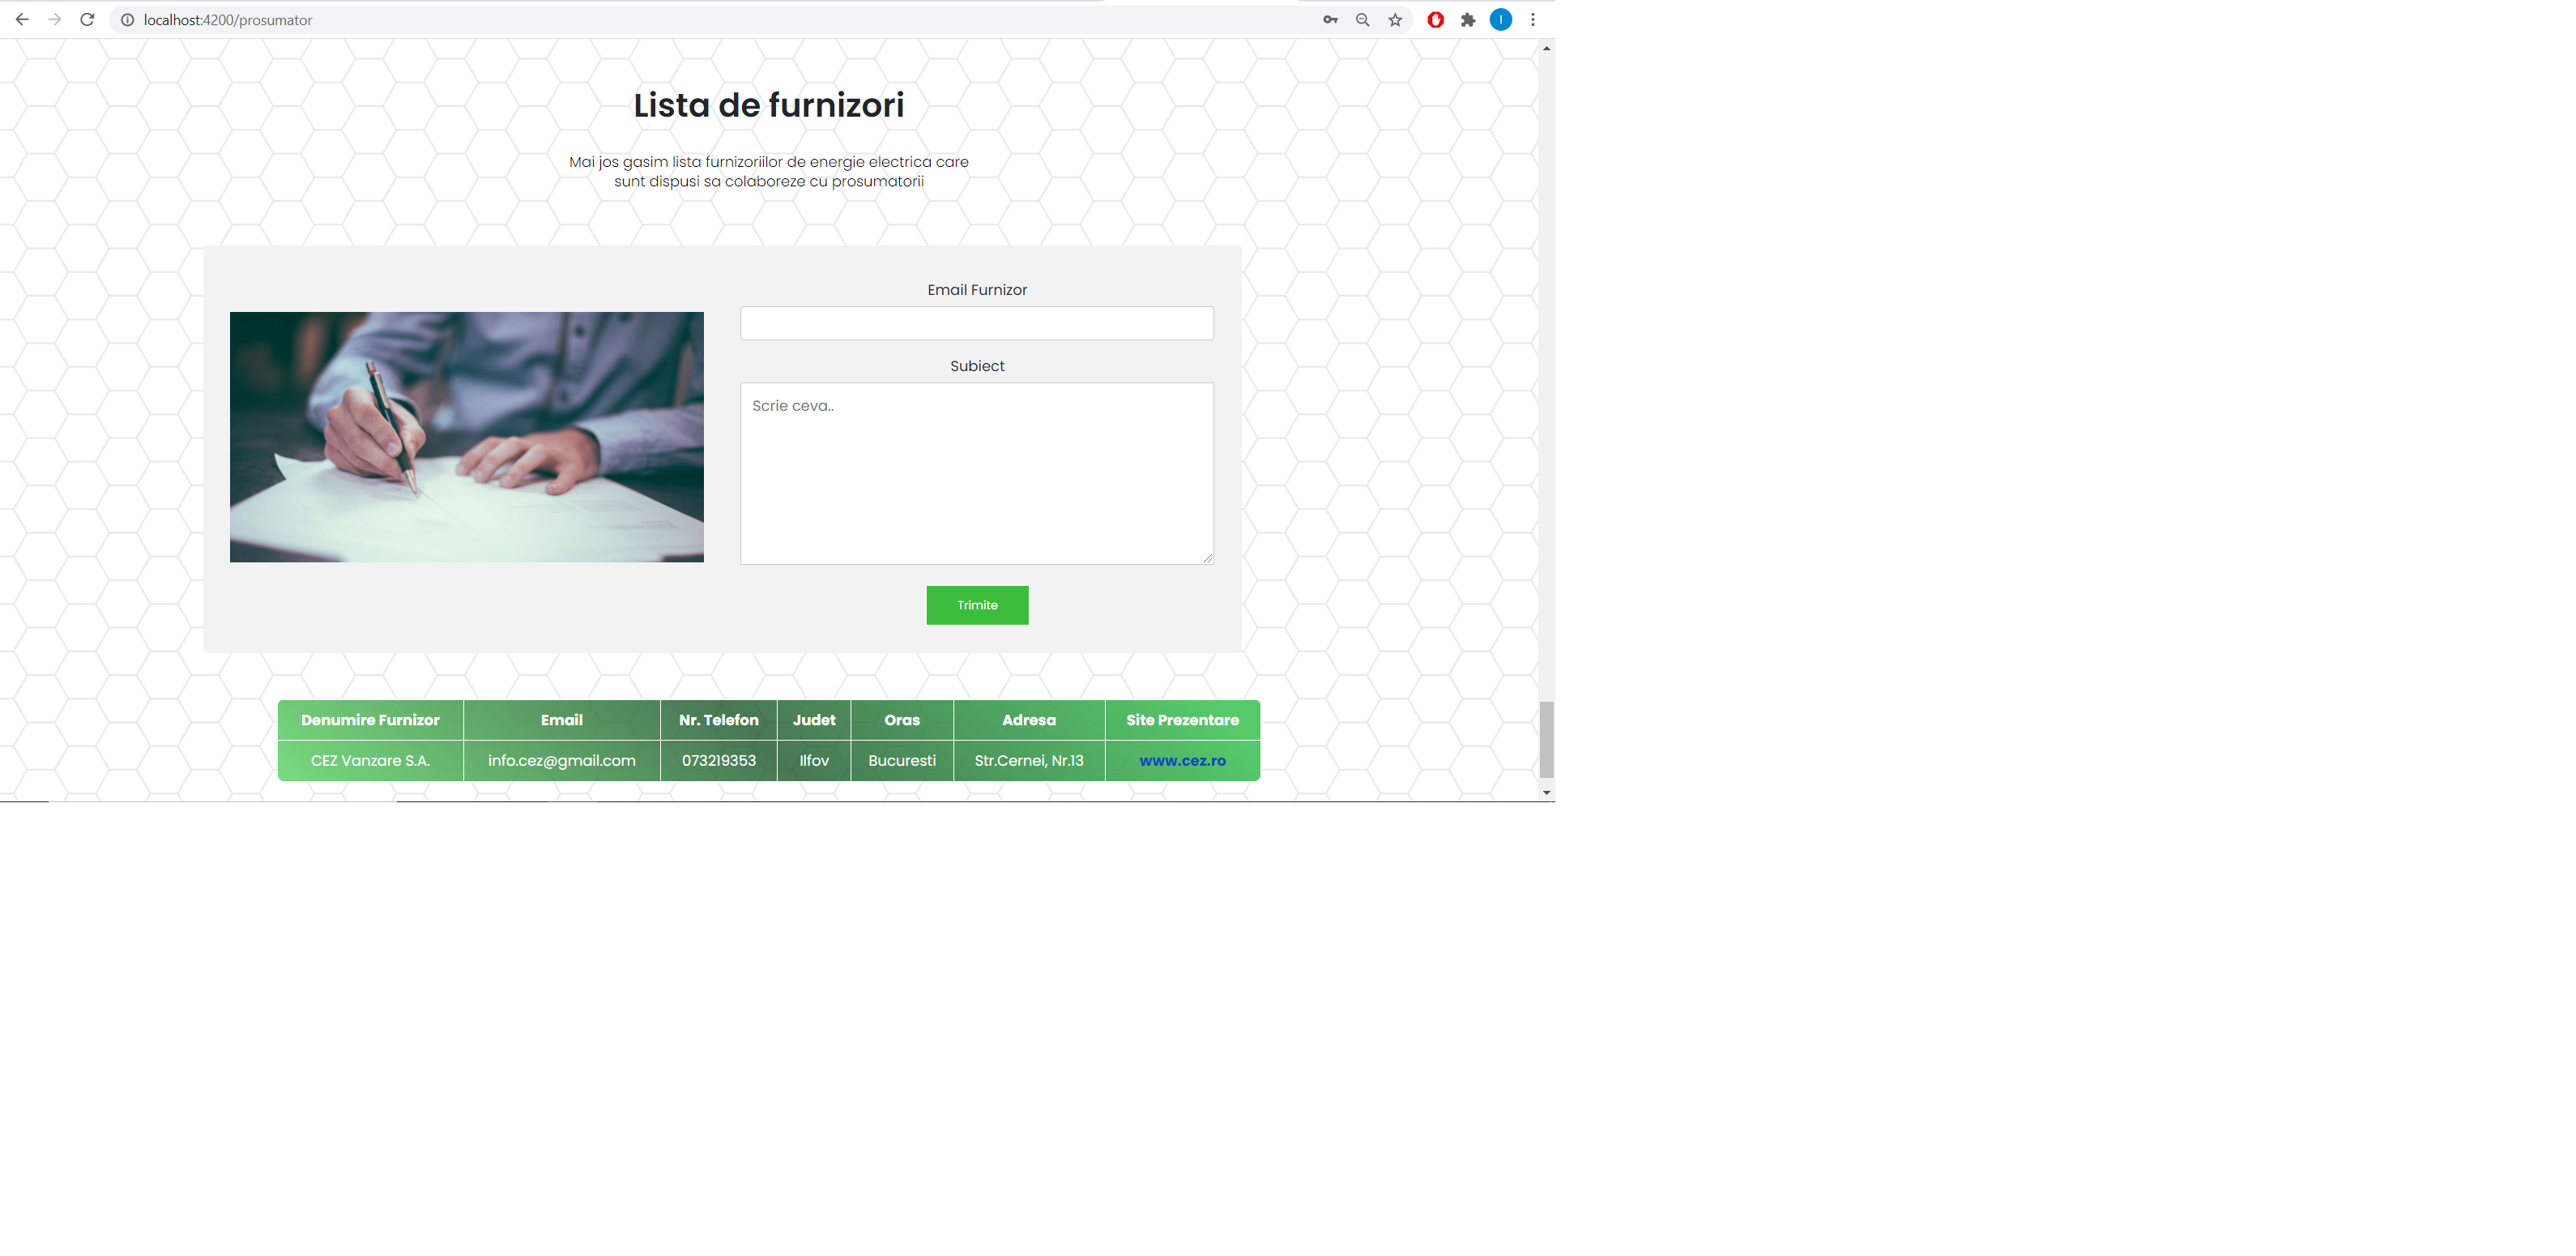 localhost:4200/prosumator
I
Lista de furnizori
Mai jos gasim lista furnizoriilor de energie electrica care
sunt dispusi sa colaboreze cu prosumatorii
Email Furnizor
Subiect
Scrie ceva..
Trimite
Denumire Furnizor Email Nr. Telefon Judet Oras Adresa Site Prezentare
CEZ Vanzare S.A. info.cez@gmail.com 073219353 Ilfov Bucuresti Str.Cernei, Nr.13 www.cez.ro